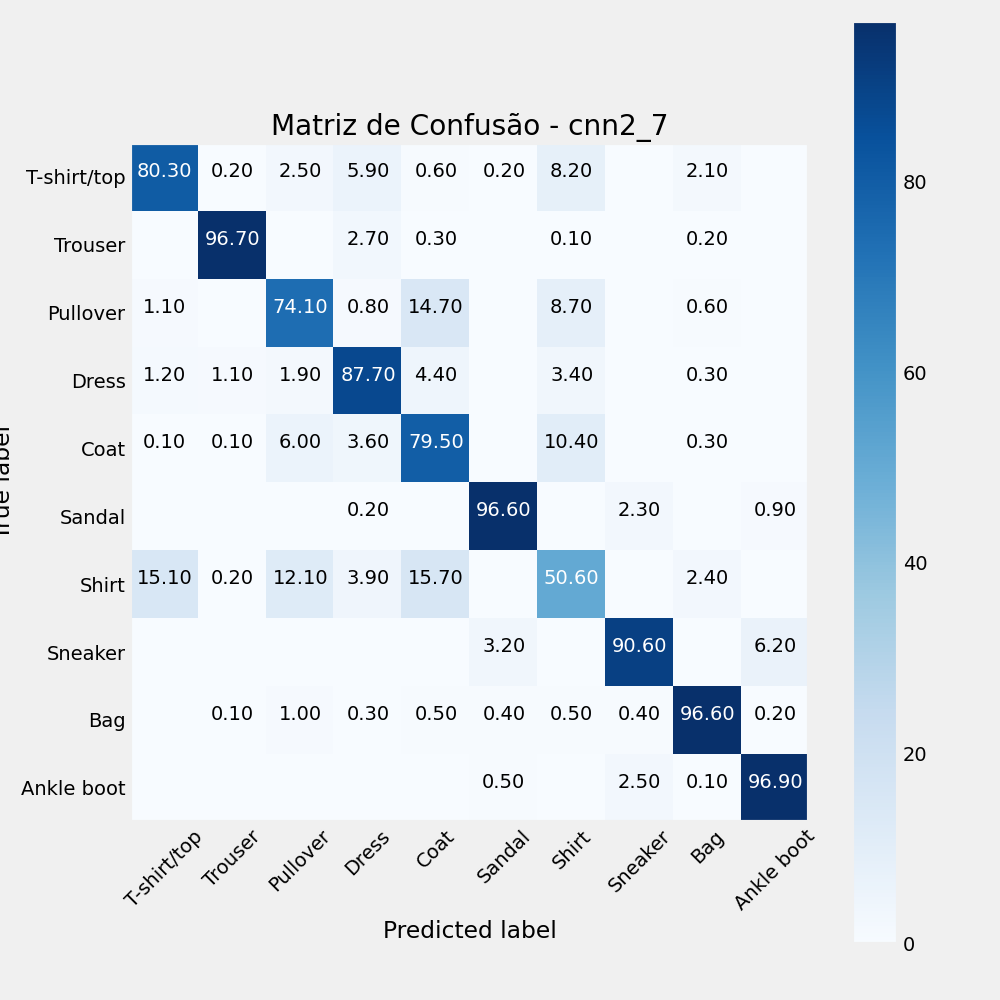 Matriz de Confusão - cnn2_7
T-shirt/top 80.30 0.20 2.50 5.90 0.60 0.20 8.20 2.10
Trouser 96.70 2.70 0.30 0.10 0.20
Pullover 1.10 74.10 0.80 14.70 8.70 0.60
Dress 1.20 1.10 1.90 87.70 4.40 3.40 0.30
Coat 0.10 0.10 6.00 3.60 79.50 10.40 0.30
Sandal 0.20 96.60 2.30 0.90
Shirt 15.10 0.20 12.10 3.90 15.70 50.60 2.40
Sneaker 3.20 90.60 6.20
Bag 0.10 1.00 0.30 0.50 0.40 0.50 0.40 96.60 0.20
Ankle boot 0.50 2.50 0.10 96.90
T-shirt/top Trouser Pullover Dress Coat Sandal Shirt Sneaker Bag Ankle boot
Predicted label
True label
80
60
40
20
0